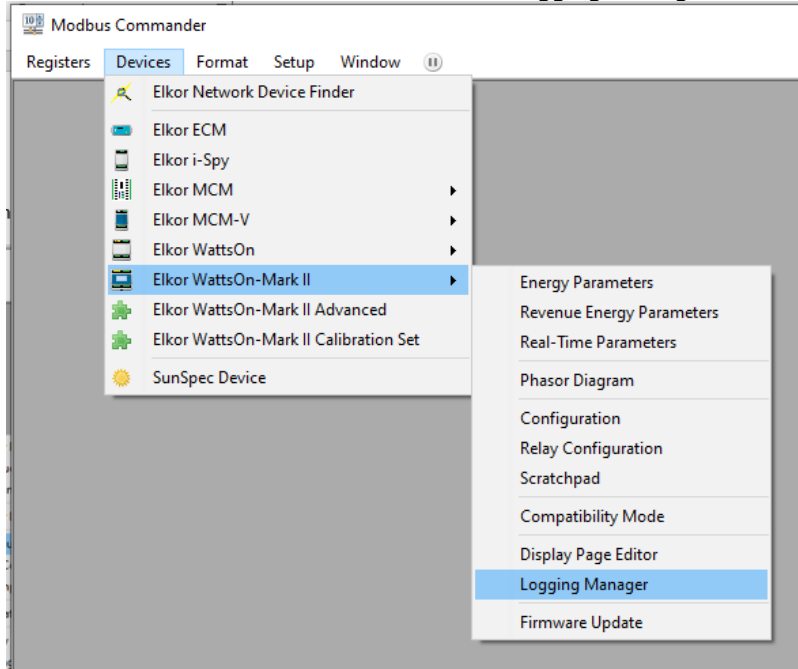 Modbus Commander
Registers Devices Format Setup Window
Elkor Network Device Finder
Elkor ECM
Elkor i-Spy
Elkor MCM
Elkor MCM-V
Elkor WattsOn
Elkor WattsOn-Mark II
Elkor WattsOn-Mark II Advanced
Elkor WattsOn-Mark II Calibration Set
SunSpec Device
Energy Parameters
Revenue Energy Parameters
Real-Time Parameters
Phasor Diagram
Configuration
Relay Configuration
Scratchpad
Compatibility Mode
Display Page Editor
Logging Manager
Firmware Update